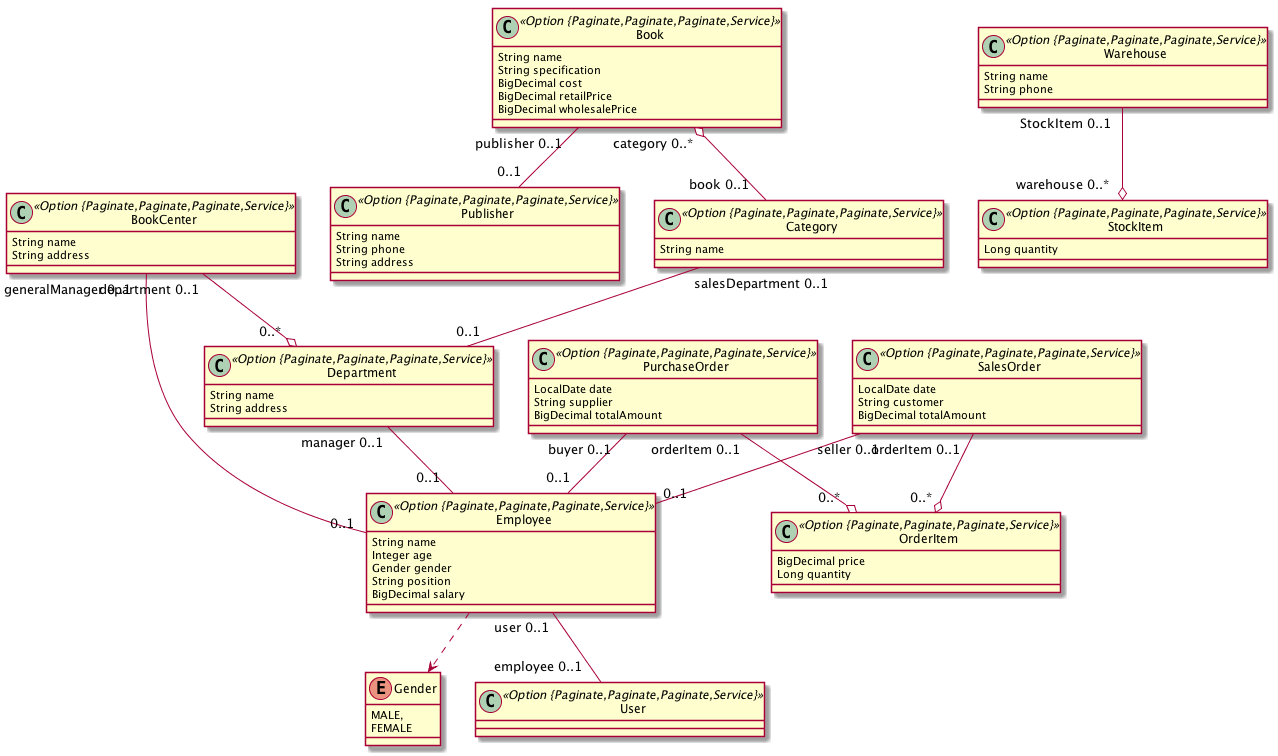 C «Option {Paginate,Paginate,Paginate,Service}»
Book
String name
String specification
BigDecimal cost
BigDecimal retailPrice
BigDecimal wholesalePrice
C «Option {Paginate,Paginate,Paginate,Service}»
Warehouse
String name
String phone
publisher 0..1
category 0..*
StockItem 0..1
0..1
book 0..1
warehouse 0..*
C «Option {Paginate,Paginate,Paginate,Service}»
BookCenter
String name
String address
C «Option {Paginate,Paginate,Paginate,Service}»
Publisher
String name
String phone
String address
C «Option {Paginate,Paginate,Paginate,Service}»
Category
String name
C «Option {Paginate,Paginate,Paginate,Service}»
StockItem
Long quantity
generalManager 0..1
department 0..1
salesDepartment 0..1
0..*
0..1
C «Option {Paginate,Paginate,Paginate,Service}»
Department
String name
String address
C «Option {Paginate,Paginate,Paginate,Service}»
PurchaseOrder
LocalDate date
String supplier
BigDecimal totalAmount
C «Option {Paginate,Paginate,Paginate,Service}»
SalesOrder
LocalDate date
String customer
BigDecimal totalAmount
manager 0..1
buyer 0..1
orderItem 0..1
seller 0..1
orderItem 0..1
0..1
0..1
0..1
0..*
0..*
0..1
C «Option {Paginate,Paginate,Paginate,Service}»
Employee
String name
Integer age
Gender gender
String position
BigDecimal salary
C «Option {Paginate,Paginate,Paginate,Service}»
OrderItem
BigDecimal price
Long quantity
user 0..1
employee 0..1
E Gender
MALE,
FEMALE
C «Option {Paginate,Paginate,Paginate,Service}»
User